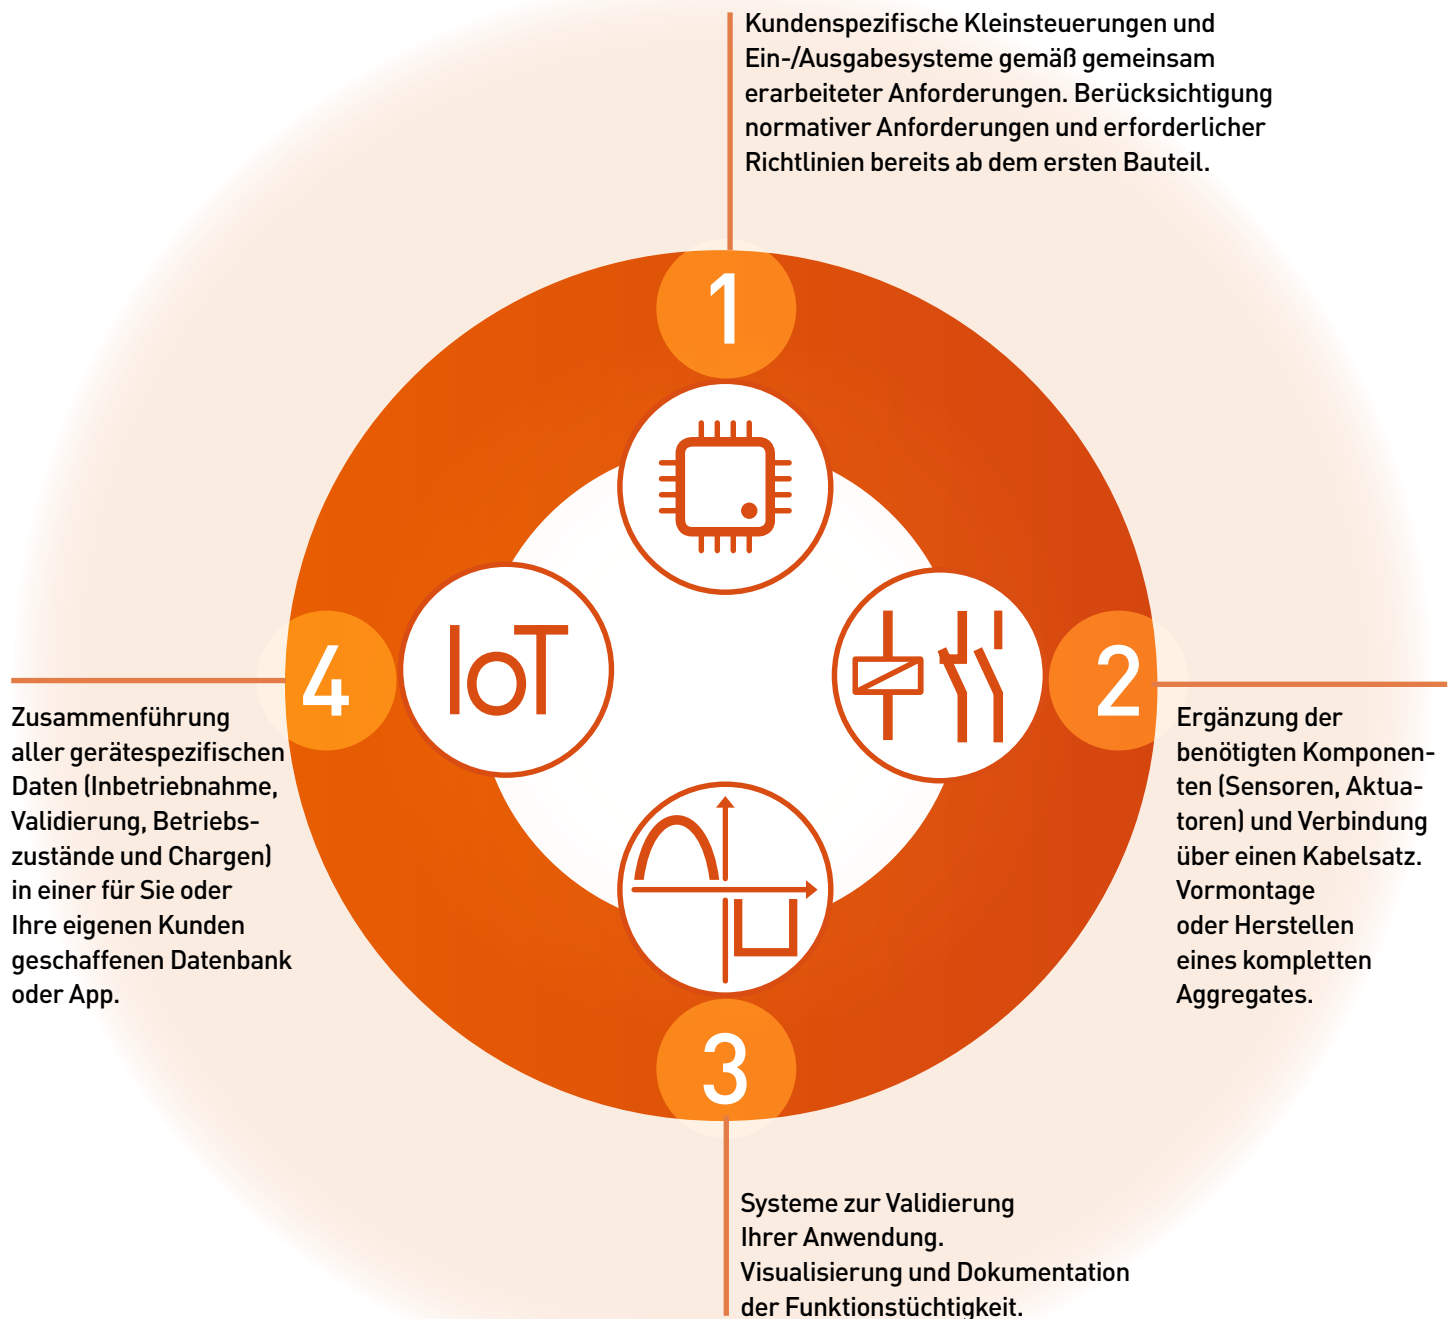 Kundenspezifische Kleinsteuerungen und
Ein-/Ausgabesysteme gemäß gemeinsam
erarbeiteter Anforderungen. Berücksichtigung
normativer Anforderungen und erforderlicher
Richtlinien bereits ab dem ersten Bauteil.
1
2
Ergänzung der
benötigten Komponen-
ten (Sensoren, Aktua-
toren) und Verbindung
über einen Kabelsatz.
Vormontage
oder Herstellen
eines kompletten
Aggregates.
3
Systeme zur Validierung
Ihrer Anwendung.
Visualisierung und Dokumentation
der Funktionstüchtigkeit.
4
IoT
Zusammenführung
aller gerätespezifischen
Daten (Inbetriebnahme,
Validierung, Betriebs-
zustände und Chargen)
in einer für Sie oder
Ihre eigenen Kunden
geschaffenen Datenbank
oder App.